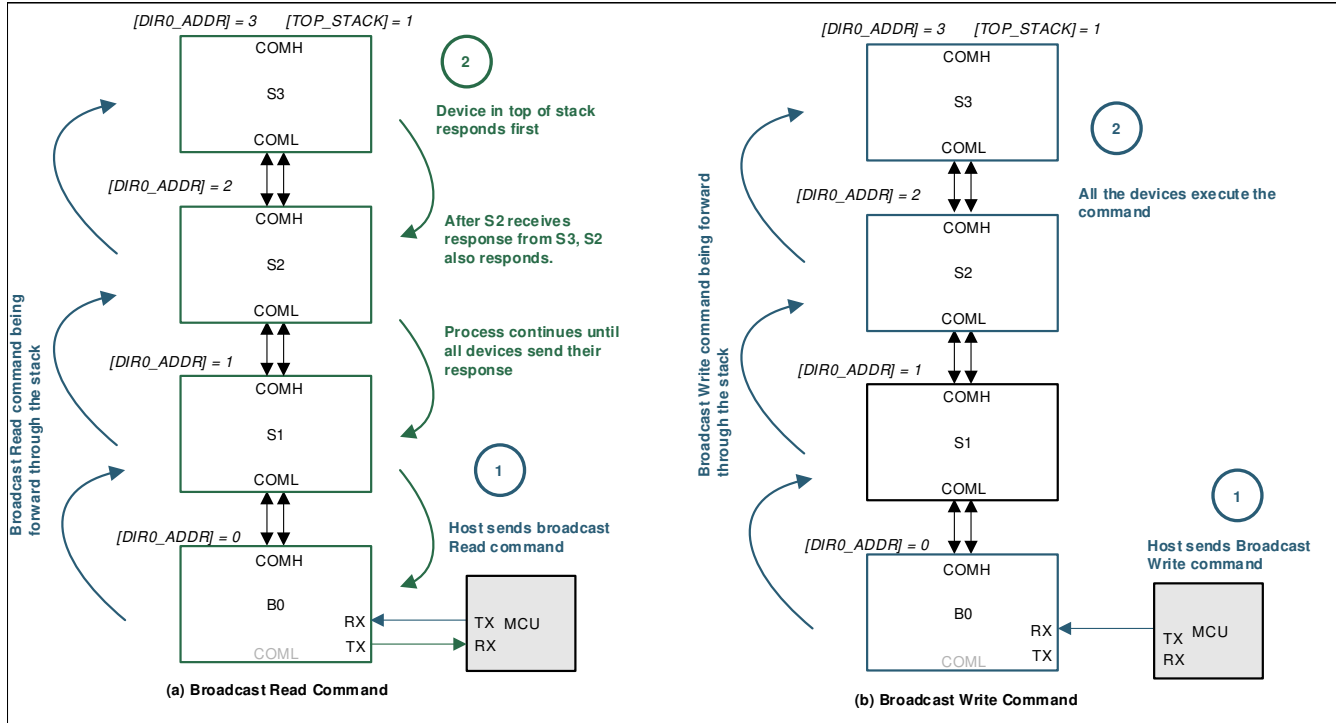 [DIR0_ADDR] = 3
[TOP_STACK] = 1
COMH
S3
COML
2
Device in top of stack
responds first
[DIR0_ADDR] = 2
COMH
S2
COML
After S2 receives
response from S3, S2
also responds.
Process continues until
all devices send their
response
[DIR0_ADDR] = 1
COMH
S1
COML
1
Host sends broadcast
Read command
[DIR0_ADDR] = 0
COMH
B0
RX
TX
COML
TX
MCU
RX
Broadcast Read command being
forward through the stack
(a) Broadcast Read Command
[DIR0_ADDR] = 3
[TOP_STACK] = 1
COMH
S3
COML
2
All the devices execute the
command
[DIR0_ADDR] = 2
COMH
S2
COML
[DIR0_ADDR] = 1
COMH
S1
COML
1
Host sends Broadcast
Write command
[DIR0_ADDR] = 0
COMH
B0
RX
TX
COML
TX
MCU
RX
Broadcast Write command being forward
through the stack
(b) Broadcast Write Command